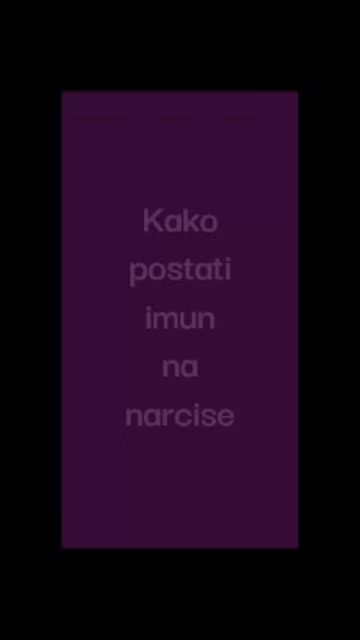 Kako
postati
imun
na
narcise